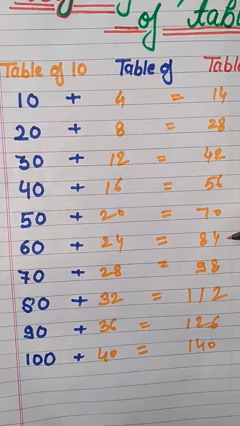 of tabl
Table of 10 Table of Table
10 + 4 = 14
20 + 8 = 28
30 + 12 = 42
40 + 16 = 56
50 + 20 = 70
60 + 24 = 84
70 + 28 = 98
80 + 32 = 112
90 + 36 = 126
100 + 40 = 140